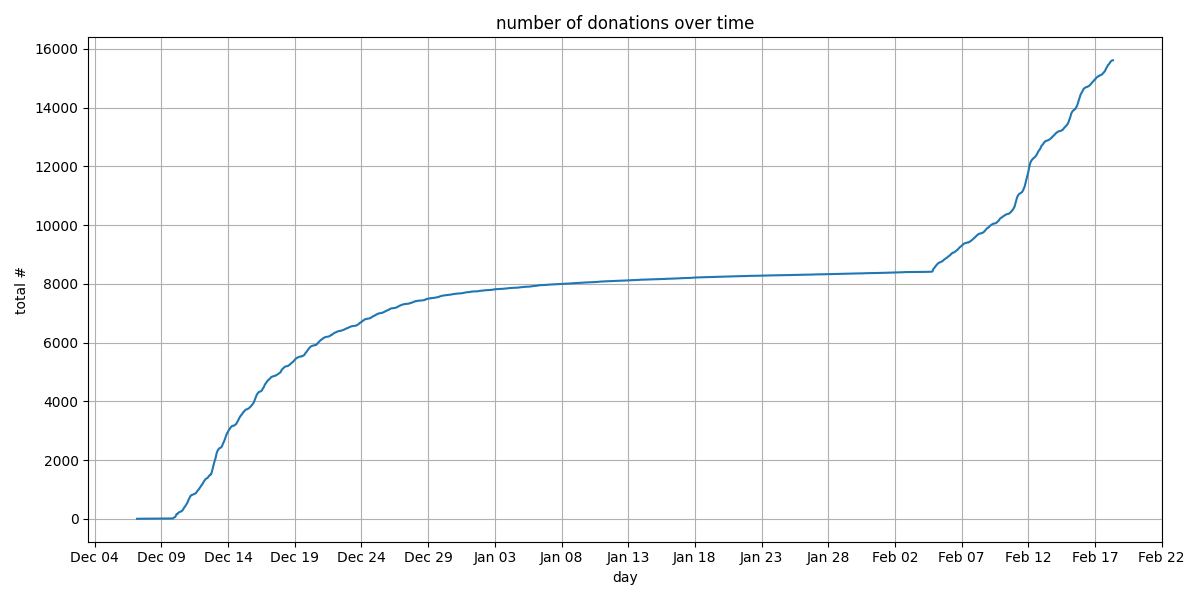 number of donations over time
16000
14000
12000
10000
8000
6000
4000
2000
0
total #
Dec 04 Dec 09 Dec 14 Dec 19 Dec 24 Dec 29 Jan 03 Jan 08 Jan 13 Jan 18 Jan 23 Jan 28 Feb 02 Feb 07 Feb 12 Feb 17 Feb 22
day